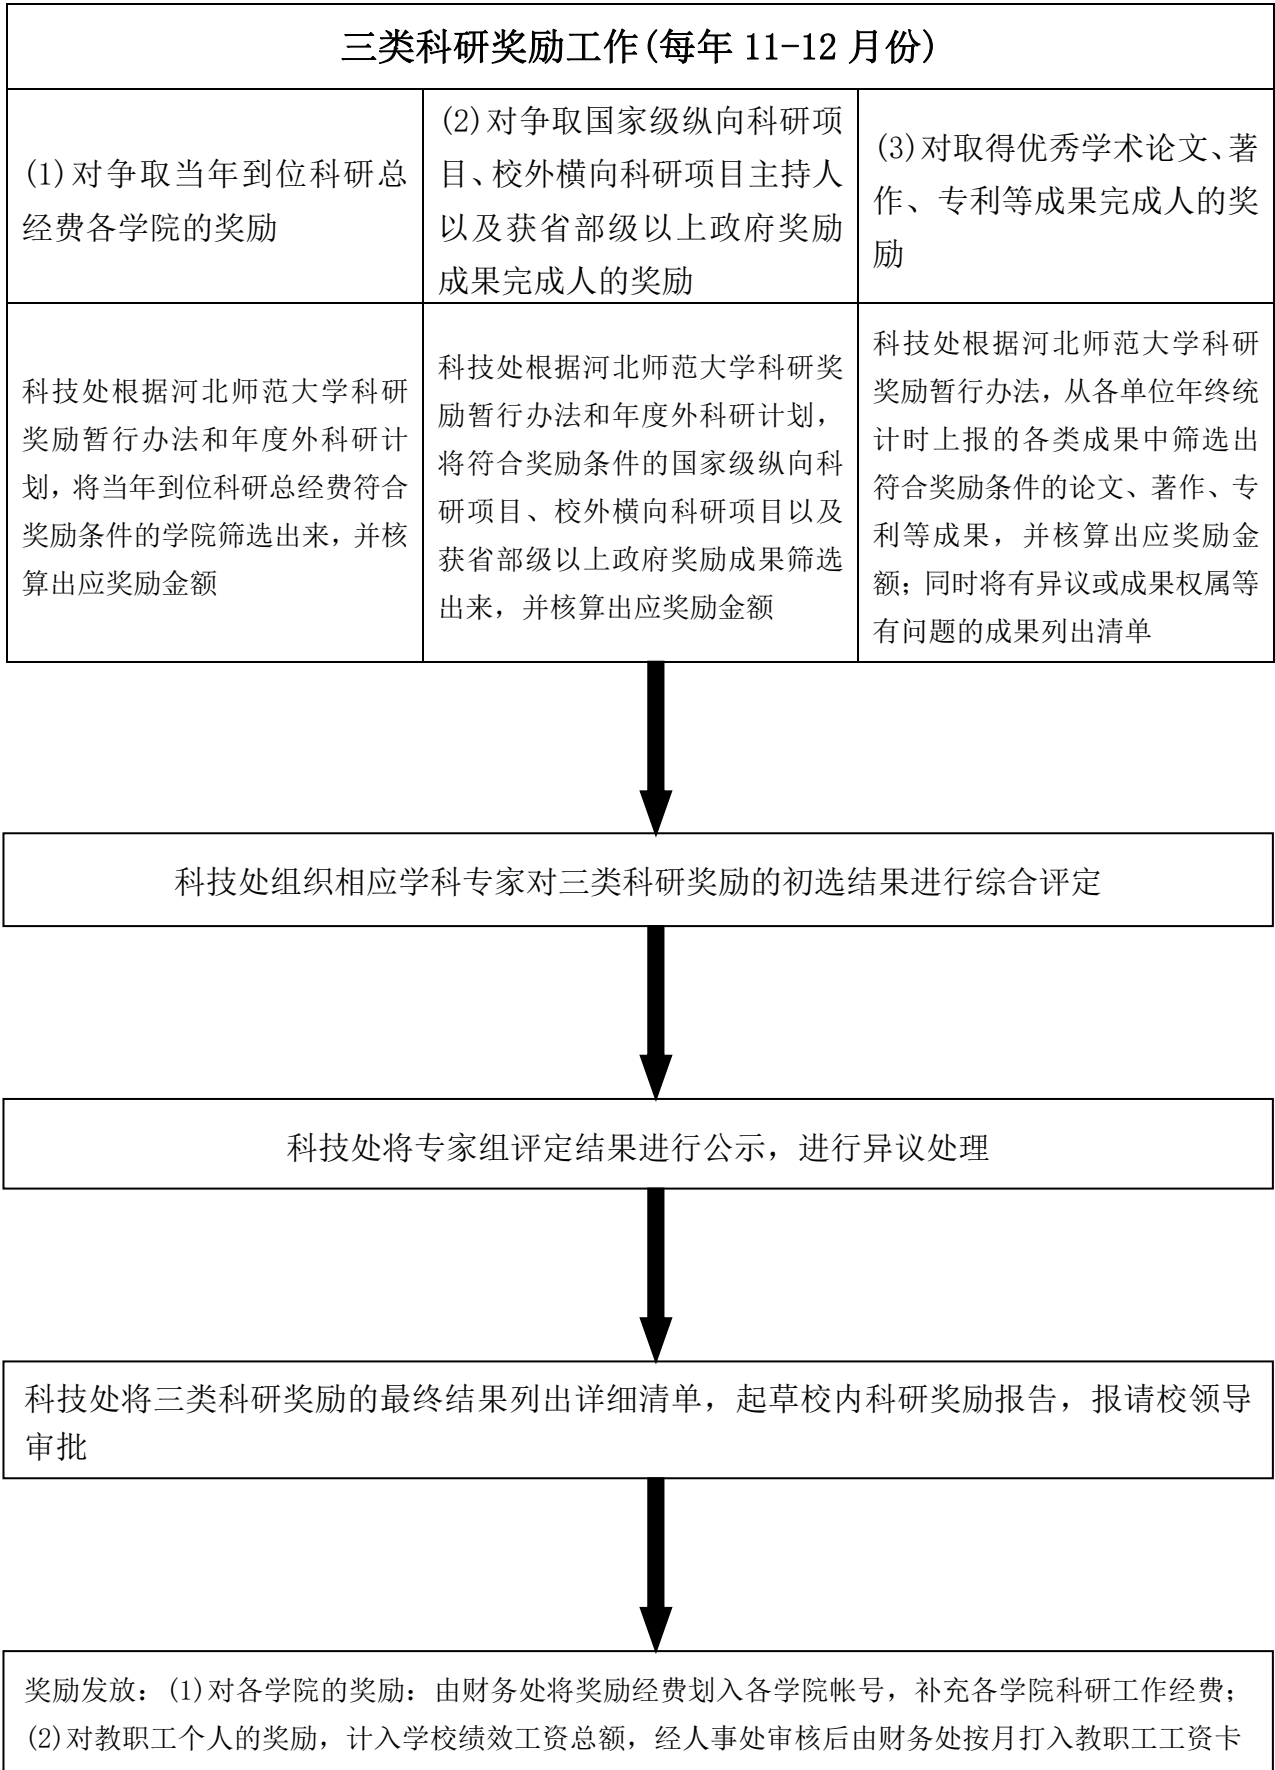 三类科研奖励工作(每年 11-12 月份)
(1)对争取当年到位科研总
经费各学院的奖励
(2)对争取国家级纵向科研项
目、校外横向科研项目主持人
以及获省部级以上政府奖励
成果完成人的奖励
(3)对取得优秀学术论文、著
作、专利等成果完成人的奖
励
科技处根据河北师范大学科研
奖励暂行办法和年度外科研计
划，将当年到位科研总经费符合
奖励条件的学院筛选出来，并核
算出应奖励金额
科技处根据河北师范大学科研奖
励暂行办法和年度外科研计划，
将符合奖励条件的国家级纵向科
研项目、校外横向科研项目以及
获省部级以上政府奖励成果筛选
出来，并核算出应奖励金额
科技处根据河北师范大学科研
奖励暂行办法，从各单位年终统
计时上报的各类成果中筛选出
符合奖励条件的论文、著作、专
利等成果，并核算出应奖励金
额；同时将有异议或成果权属等
有问题的成果列出清单
科技处组织相应学科专家对三类科研奖励的初选结果进行综合评定
科技处将专家组评定结果进行公示，进行异议处理
科技处将三类科研奖励的最终结果列出详细清单，起草校内科研奖励报告，报请校领导
审批
奖励发放：(1)对各学院的奖励：由财务处将奖励经费划入各学院帐号，补充各学院科研工作经费；
(2)对教职工个人的奖励，计入学校绩效工资总额，经人事处审核后由财务处按月打入教职工工资卡